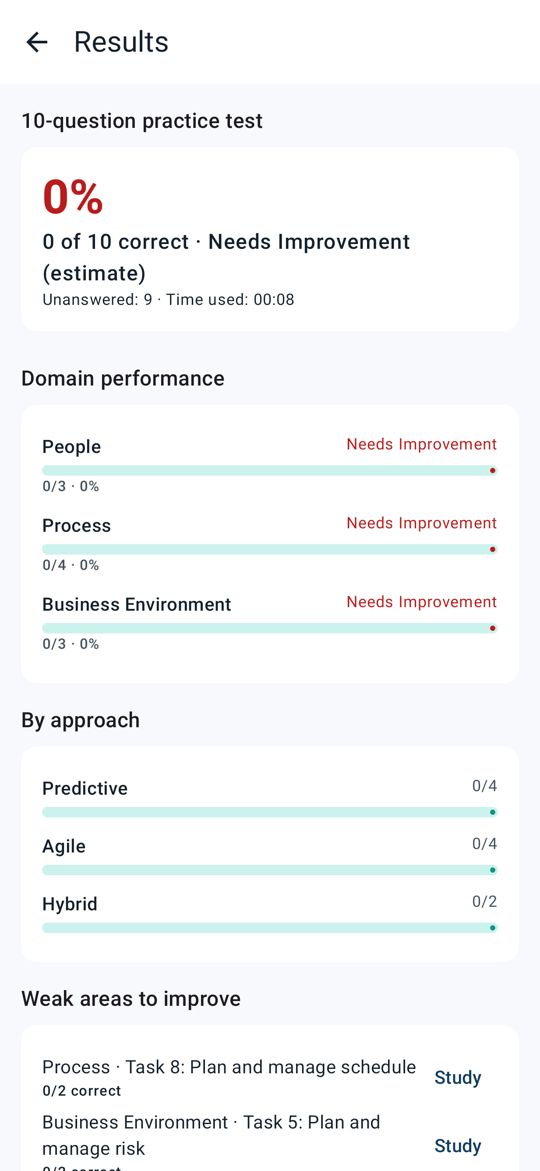 Results
10-question practice test
0%
0 of 10 correct · Needs Improvement
(estimate)
Unanswered: 9 · Time used: 00:08
Domain performance
People
Needs Improvement
0/3 · 0%
Process
Needs Improvement
0/4 · 0%
Business Environment
Needs Improvement
0/3 · 0%
By approach
Predictive
0/4
Agile
0/4
Hybrid
0/2
Weak areas to improve
Process · Task 8: Plan and manage schedule
0/2 correct
Study
Business Environment · Task 5: Plan and
manage risk
Study